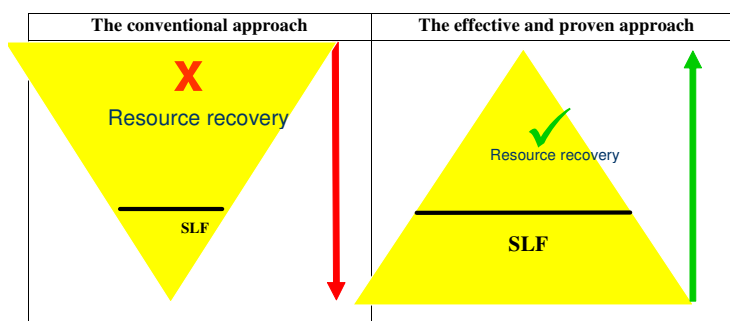 The conventional approach
The effective and proven approach
X
Resource recovery
SLF
Resource recovery
SLF